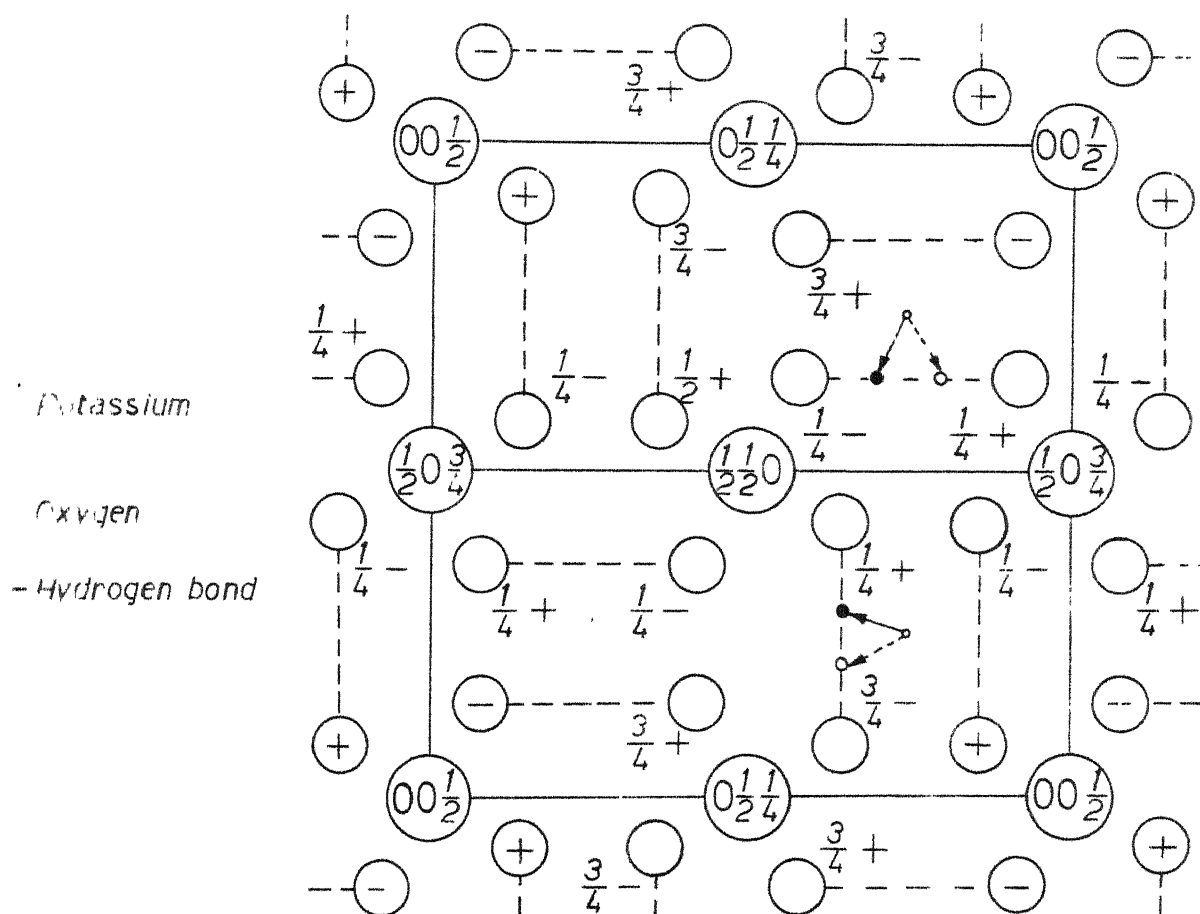 − 3/4 − −
+ 3/4 + +
00 1/2 0 1/2 1/4 00 1/2
+ +
− 3/4 − −
3/4 +
1/4 +
1/4 − 1/2 + 1/4 −
Potassium
1/4 − 1/4 +
1/2 0 3/4 1/2 1/2 0 1/2 0 3/4
Oxygen
1/4 − 1/4 + 1/4 −
- Hydrogen bond
1/4 + 1/4 − 1/4 +
− 3/4 − −
+ 3/4 + +
00 1/2 0 1/2 1/4 00 1/2
+ 3/4 + +
− 3/4 − −